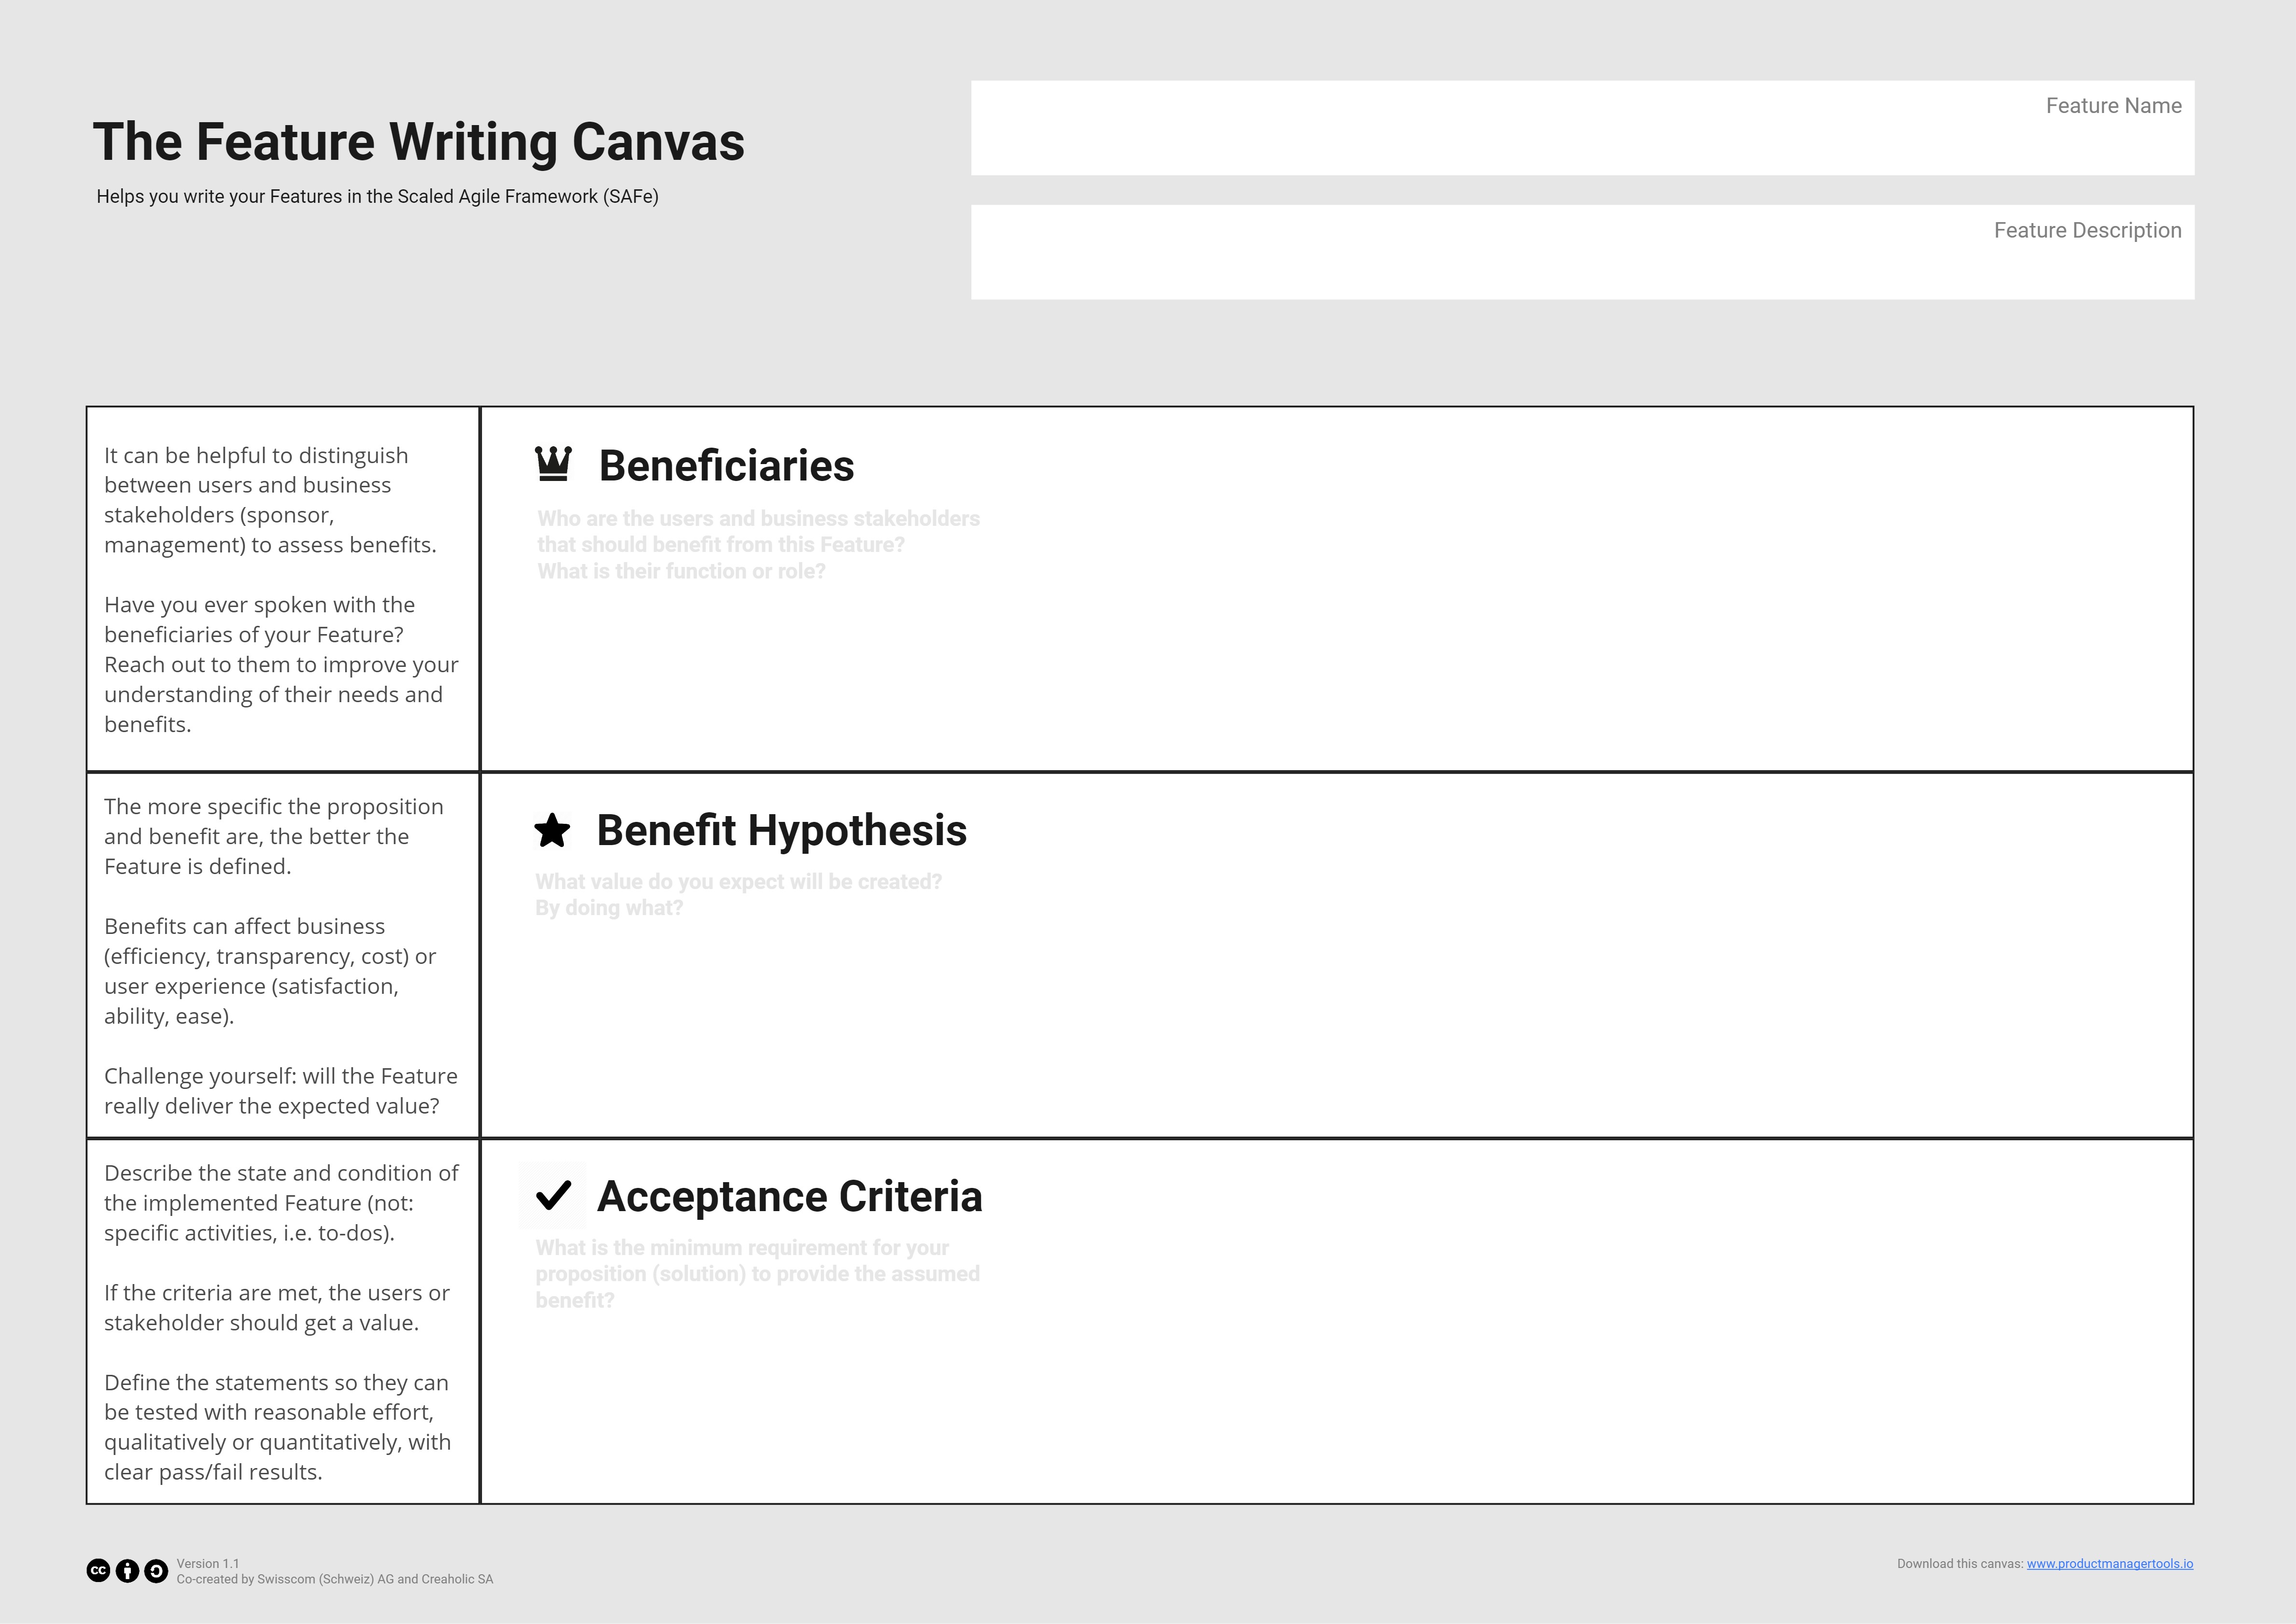 The Feature Writing Canvas
Helps you write your Features in the Scaled Agile Framework (SAFe)
Feature Name
Feature Description
It can be helpful to distinguish
between users and business
stakeholders (sponsor,
management) to assess benefits.
Have you ever spoken with the
beneficiaries of your Feature?
Reach out to them to improve your
understanding of their needs and
benefits.
Beneficiaries
Who are the users and business stakeholders
that should benefit from this Feature?
What is their function or role?
The more specific the proposition
and benefit are, the better the
Feature is defined.
Benefits can affect business
(efficiency, transparency, cost) or
user experience (satisfaction,
ability, ease).
Challenge yourself: will the Feature
really deliver the expected value?
Benefit Hypothesis
What value do you expect will be created?
By doing what?
Describe the state and condition of
the implemented Feature (not:
specific activities, i.e. to-dos).
If the criteria are met, the users or
stakeholder should get a value.
Define the statements so they can
be tested with reasonable effort,
qualitatively or quantitatively, with
clear pass/fail results.
Acceptance Criteria
What is the minimum requirement for your
proposition (solution) to provide the assumed
benefit?
cc
Version 1.1
Co-created by Swisscom (Schweiz) AG and Creaholic SA
Download this canvas: www.productmanagertools.io